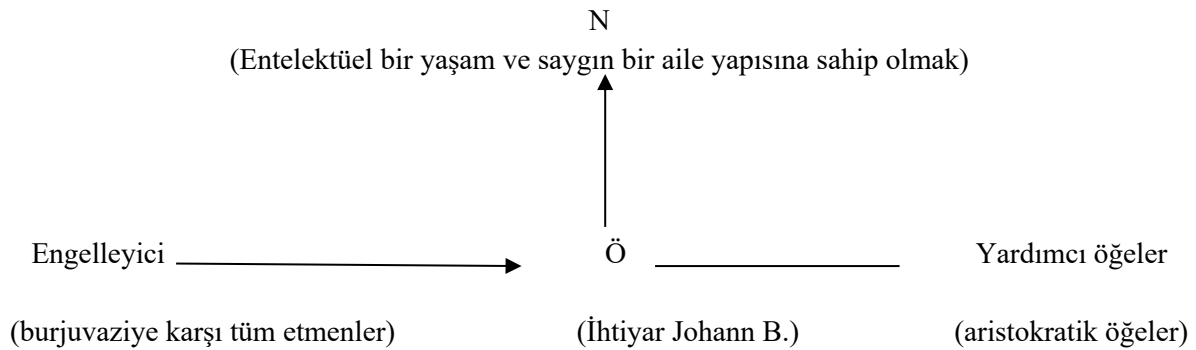 N
(Entelektüel bir yaşam ve saygın bir aile yapısına sahip olmak)
Engelleyici Ö Yardımcı öğeler
(burjuvaziye karşı tüm etmenler) (İhtiyar Johann B.) (aristokratik öğeler)